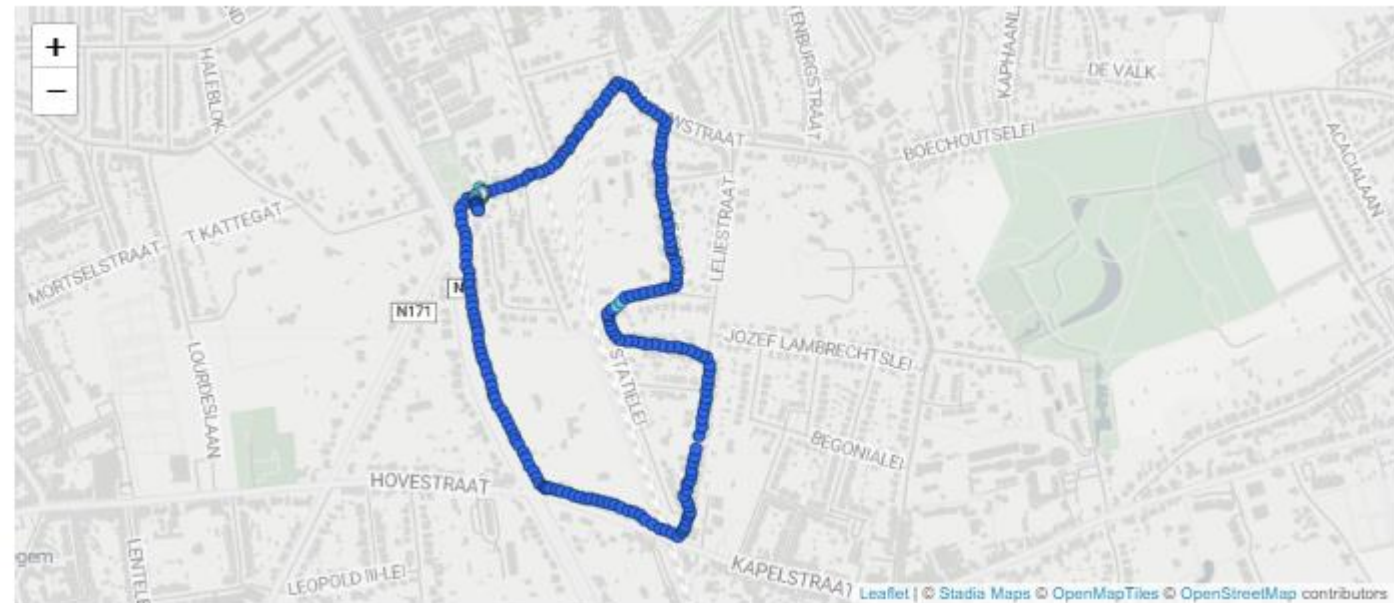 +
−
HALEBLOK
KAPHAANL
DE VALK
WSTRAAT
BOECHOUTSELEI
ACACIALAAN
MORTSELSTRAAT
'T KATTEGAT
LELIESTRAAT
N171
JOZEF LAMBRECHTSLEI
LOURDESLAAN
STATIELEI
BEGONIALEI
HOVESTRAAT
gem
LEOPOLD III-LEI
KAPELSTRAAT
Leaflet | © Stadia Maps © OpenMapTiles © OpenStreetMap contributors